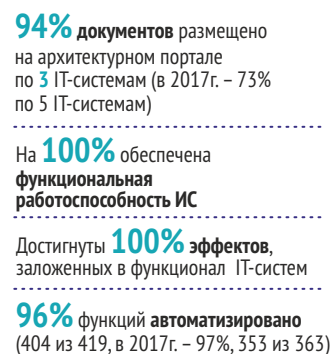 94% документов размещено
на архитектурном портале
по 3 IT-системам (в 2017г. – 73%
по 5 IT-системам)
На 100% обеспечена
функциональная
работоспособность ИС
Достигнуты 100% эффектов,
заложенных в функционал IT-систем
96% функций автоматизировано
(404 из 419, в 2017г. – 97%, 353 из 363)